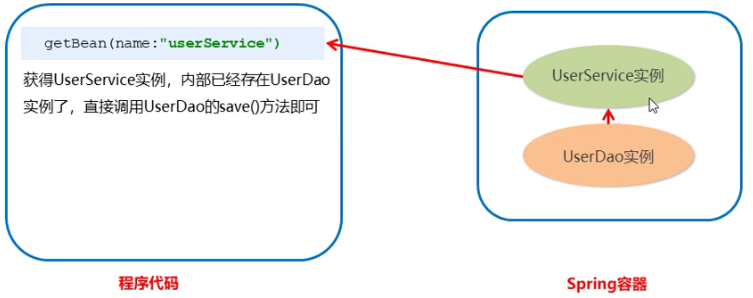 getBean(name:"userService")
获得UserService实例，内部已经存在UserDao
实例了，直接调用UserDao的save()方法即可
程序代码
UserService实例
UserDao实例
Spring容器